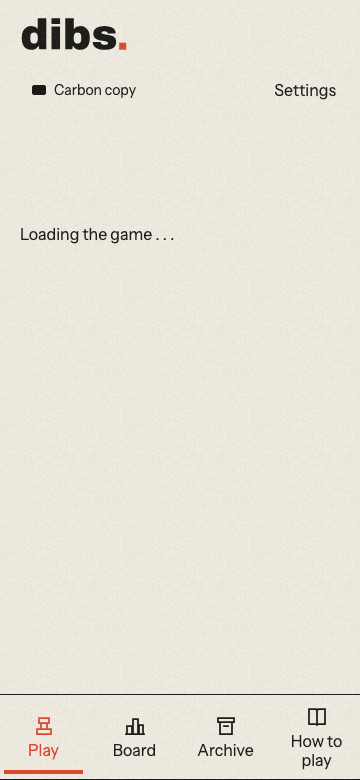 dibs.
Carbon copy
Settings
Loading the game . . .
Play
Board
Archive
How to
play